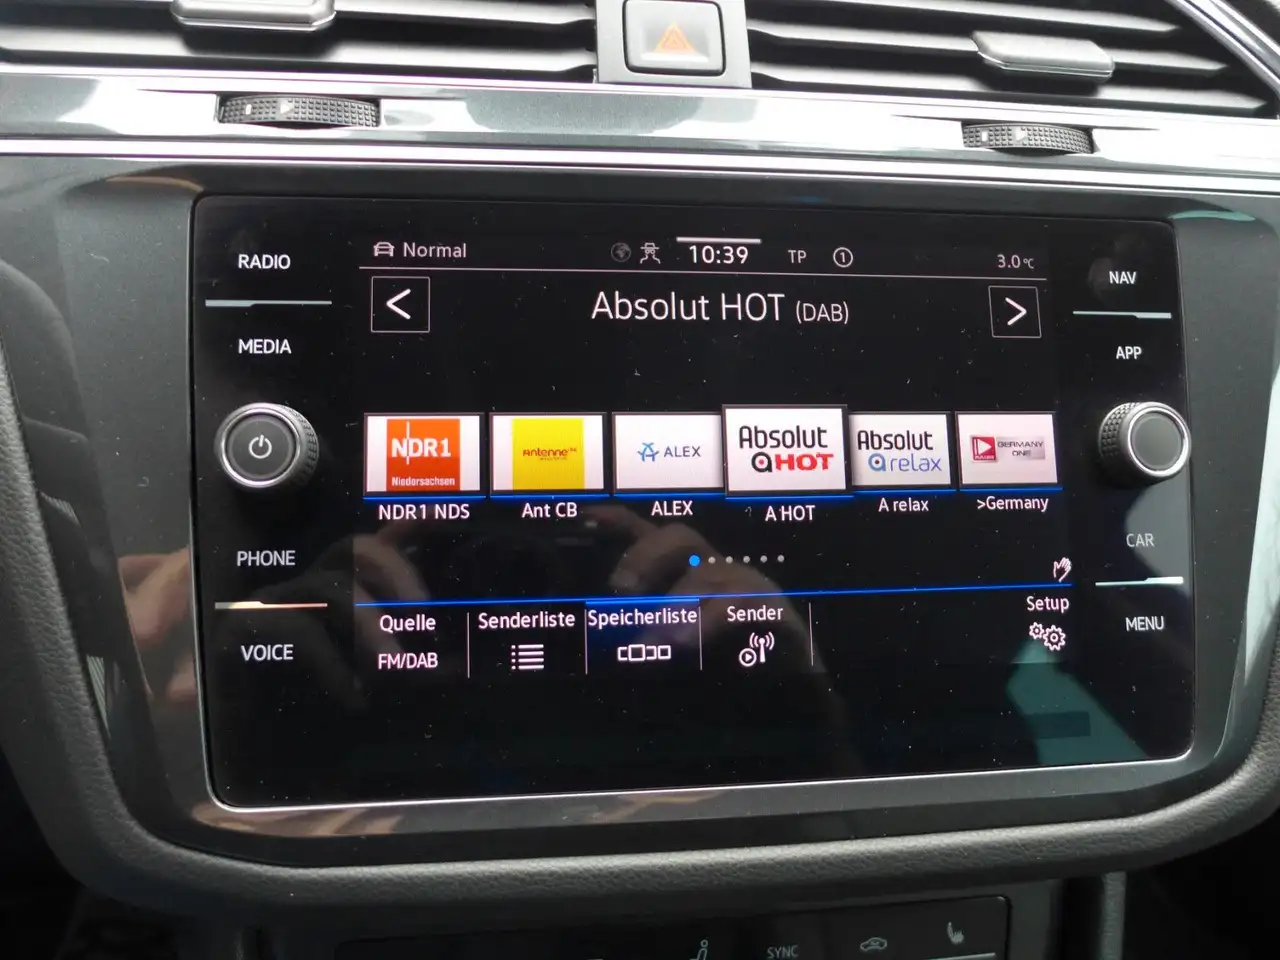 RADIO
MEDIA
PHONE
VOICE
Normal
10:39
TP
1
3.0°C
<
Absolut HOT (DAB)
>
NDR1
Niedersachsen
Antenne
ALEX
Absolut
HOT
Absolut
relax
GERMANY
ONE
NDR1 NDS
Ant CB
ALEX
A HOT
A relax
>Germany
Quelle
FM/DAB
Senderliste
Speicherliste
Sender
Setup
NAV
APP
CAR
MENU
SYNC